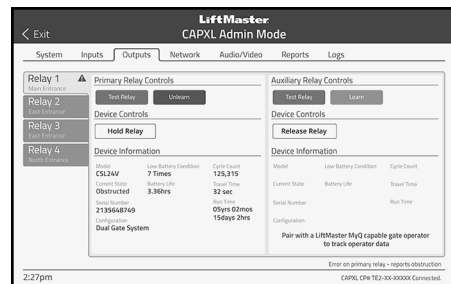 LiftMaster
Exit
CAPXL Admin Mode
System Inputs Outputs Network Audio/Video Reports Logs
Relay 1
Main Entrance
Relay 2
East Entrance
Relay 3
East Entrance
Relay 4
North Entrance
Primary Relay Controls
Test Relay Unlearn
Device Controls
Hold Relay
Device Information
Model Low Battery Condition Cycle Count
CSL24V 7 Times 125,315
Current State Battery Life Travel Time
Obstructed 3.36hrs 32 sec
Serial Number Run Time
2135648749 05yrs 02mos
15days 2hrs
Configuration
Dual Gate System
Auxiliary Relay Controls
Test Relay Learn
Device Controls
Release Relay
Device Information
Model Low Battery Condition Cycle Count
Current State Battery Life Travel Time
Serial Number Run Time
Configuration
Pair with a LiftMaster MyQ capable gate operator
to track operator data
Error on primary relay - reports obstruction
2:27pm CAPXL CP# TE2-XX-XXXXX Connected.